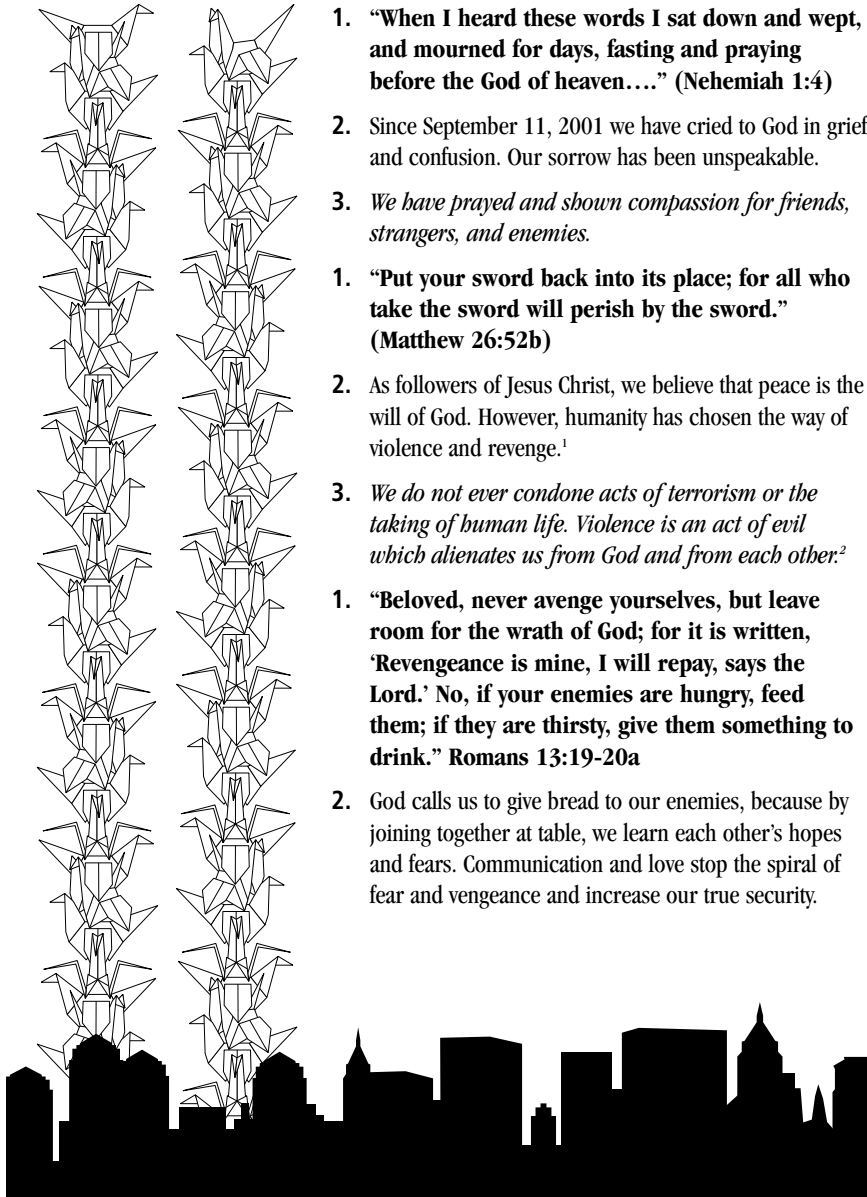 1. “When I heard these words I sat down and wept,
and mourned for days, fasting and praying
before the God of heaven….” (Nehemiah 1:4)
2. Since September 11, 2001 we have cried to God in grief
and confusion. Our sorrow has been unspeakable.
3. We have prayed and shown compassion for friends,
strangers, and enemies.
1. “Put your sword back into its place; for all who
take the sword will perish by the sword.”
(Matthew 26:52b)
2. As followers of Jesus Christ, we believe that peace is the
will of God. However, humanity has chosen the way of
violence and revenge.¹
3. We do not ever condone acts of terrorism or the
taking of human life. Violence is an act of evil
which alienates us from God and from each other.²
1. “Beloved, never avenge yourselves, but leave
room for the wrath of God; for it is written,
‘Revengeance is mine, I will repay, says the
Lord.’ No, if your enemies are hungry, feed
them; if they are thirsty, give them something to
drink.” Romans 13:19-20a
2. God calls us to give bread to our enemies, because by
joining together at table, we learn each other’s hopes
and fears. Communication and love stop the spiral of
fear and vengeance and increase our true security.